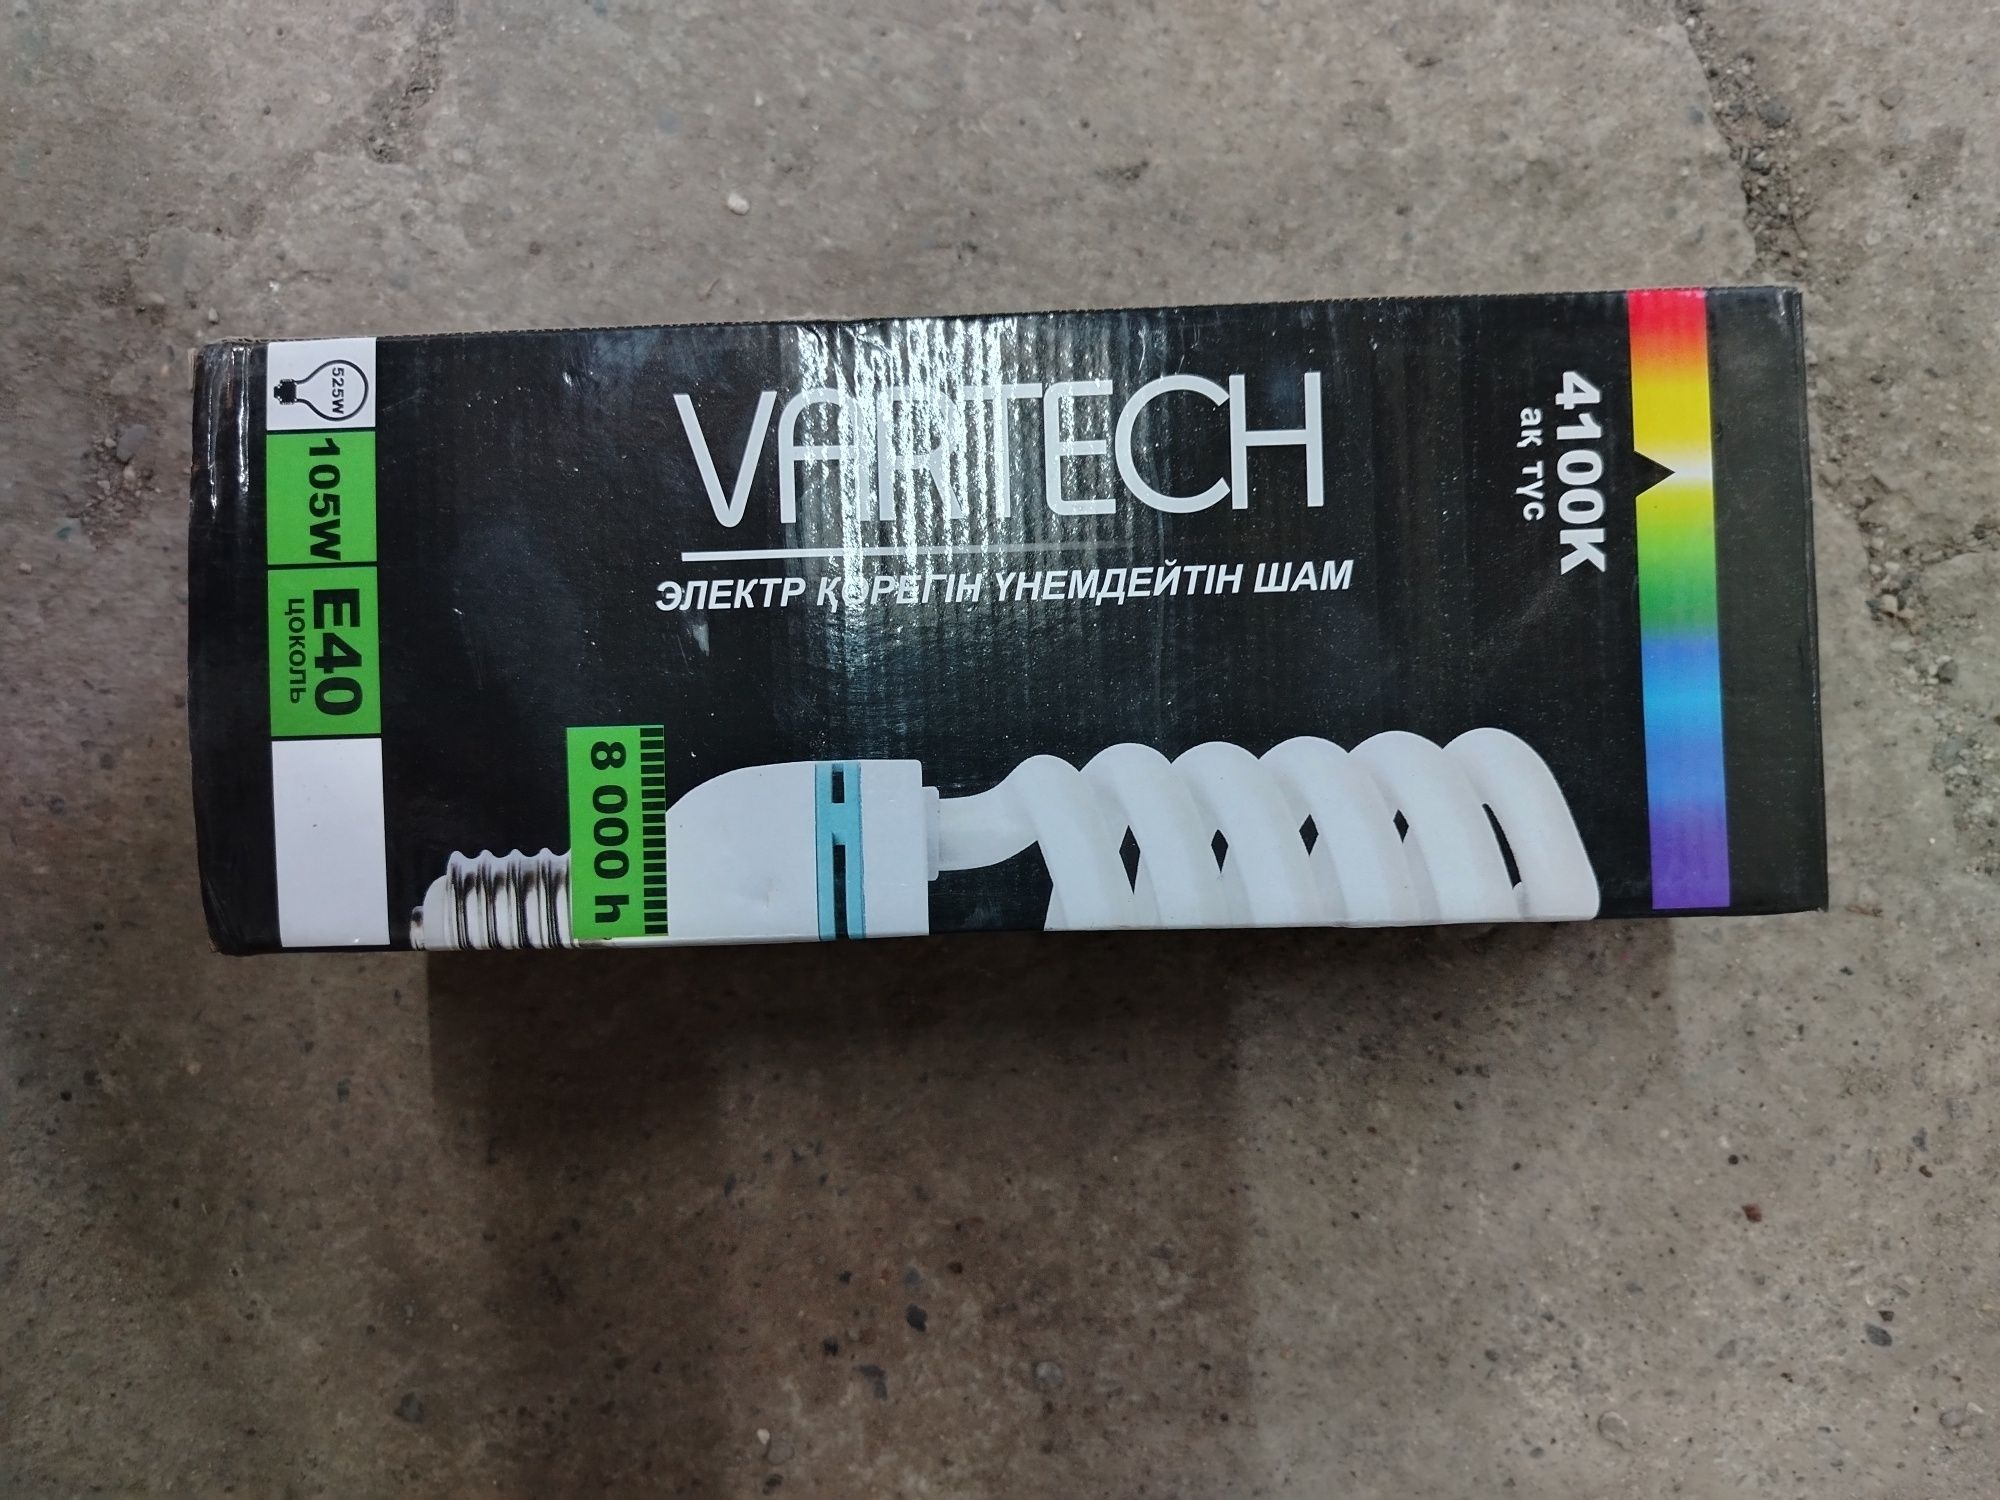 VARTECH
ЭЛЕКТР ҚОРЕГІН ҮНЕМДЕЙТІН ШАМ
4100K
ақ түс
525W
105W
E40
цоколь
8 000 h